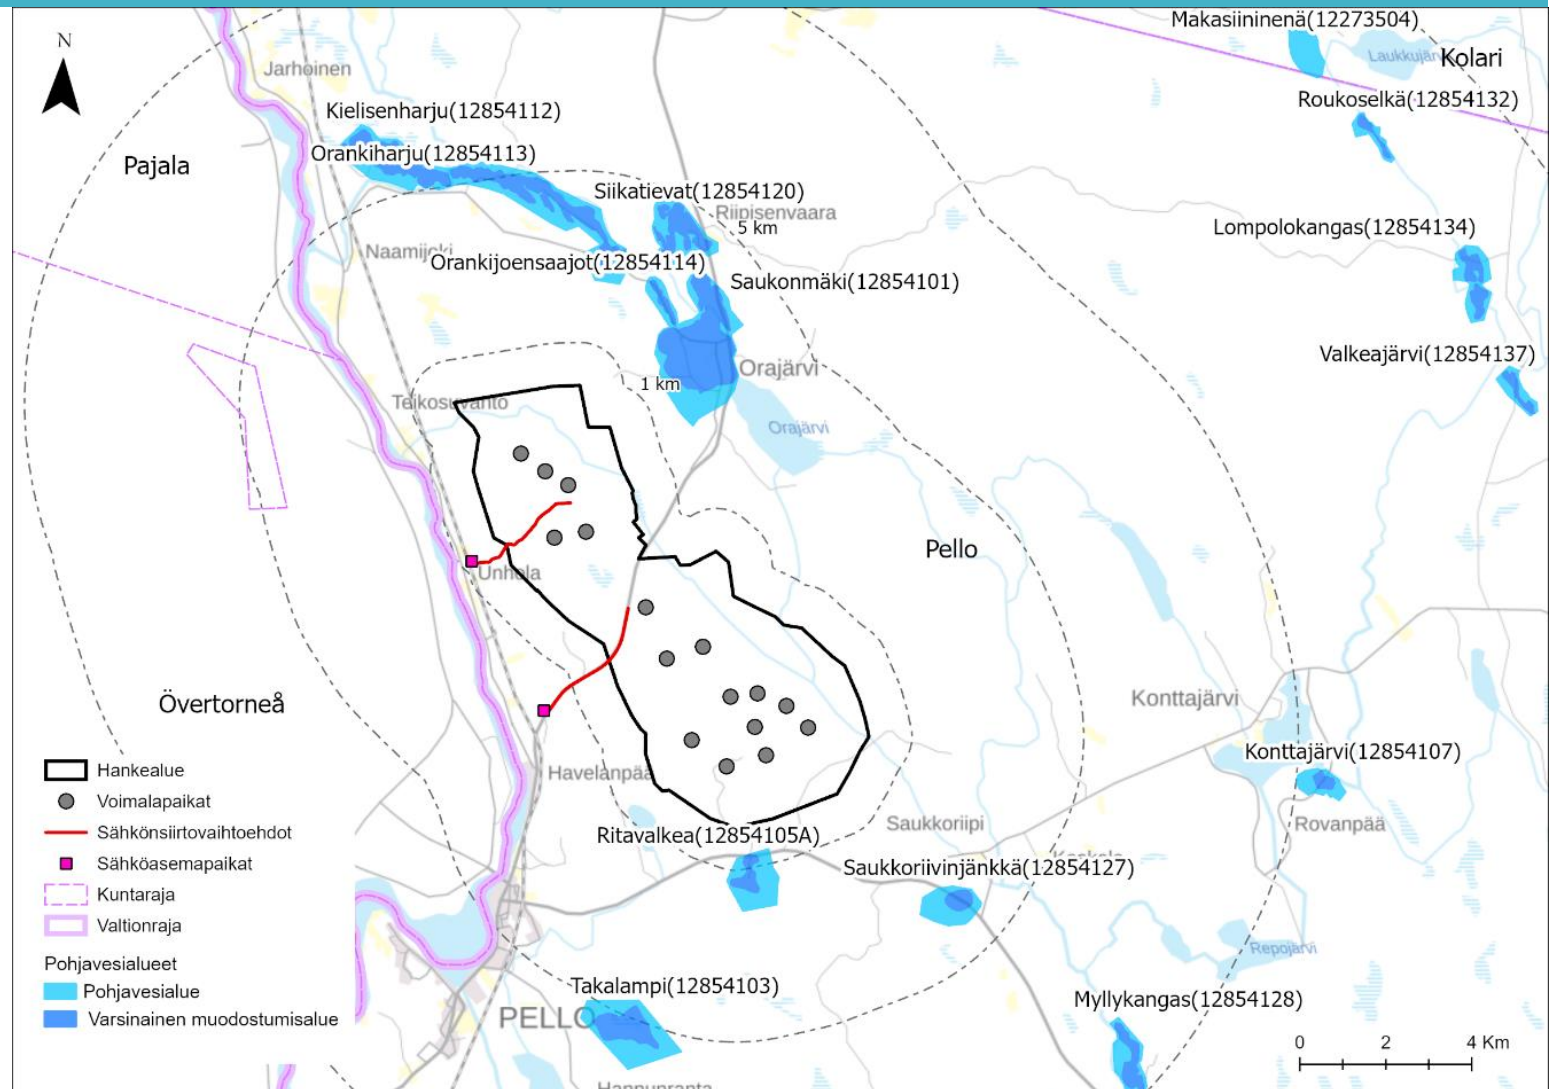 Makasiininenä(12273504)
N
Laukkujärvi
Kolari
Jarhoinen
Roukoselkä(12854132)
Kielisenharju(12854112)
Orankiharju(12854113)
Pajala
Siikatievat(12854120)
Riipisenvaara
5 km
Lompolokangas(12854134)
Naamijoki
Orankijoensaajot(12854114)
Saukonmäki(12854101)
Valkeajärvi(12854137)
Orajärvi
1 km
Teikosuvanto
Orajärvi
Pello
Unhola
Konttajärvi
Övertorneå
Konttajärvi(12854107)
Hankealue
Havelanpää
Voimalapaikat
Saukkoriipi
Rovanpää
Sähkönsiirtovaihtoehdot
Ritavalkea(12854105A)
Sähköasemapaikat
Saukkoriivinjänkkä(12854127)
Kuntaraja
Valtionraja
Repojärvi
Pohjavesialueet
Pohjavesialue
Takalampi(12854103)
Myllykangas(12854128)
Varsinainen muodostumisalue
PELLO
0 2 4 Km